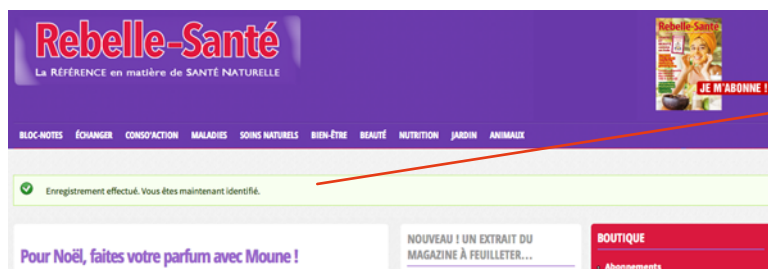 Rebelle-Santé
La RÉFÉRENCE en matière de SANTÉ NATURELLE
Rebelle-Santé
JE M'ABONNE !
BLOC-NOTES ÉCHANGER CONSO'ACTION MALADIES SOINS NATURELS BIEN-ÊTRE BEAUTÉ NUTRITION JARDIN ANIMAUX
Enregistrement effectué. Vous êtes maintenant identifié.
Pour Noël, faites votre parfum avec Moune !
NOUVEAU ! UN EXTRAIT DU
MAGAZINE À FEUILLETER...
BOUTIQUE
Abonnements